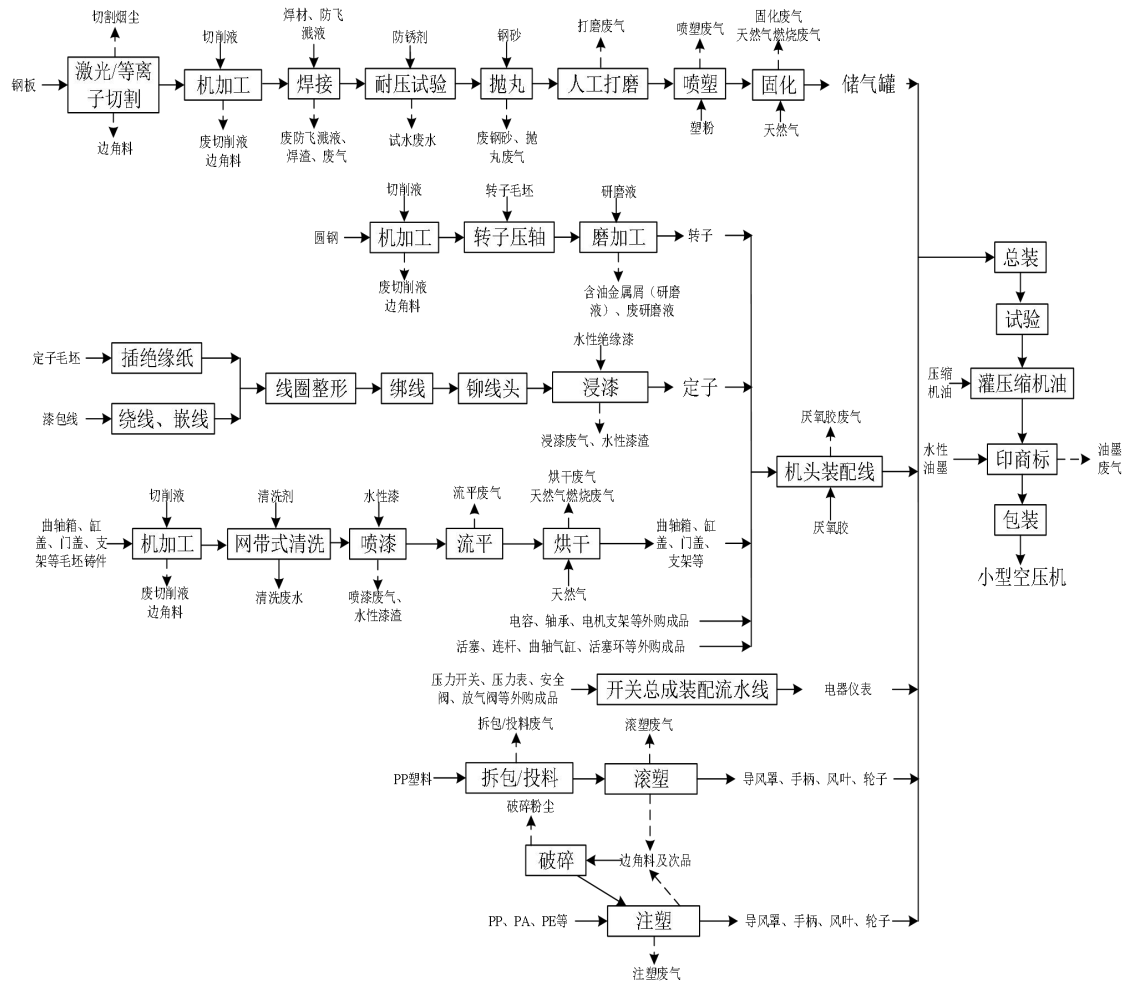 切割烟尘
焊材、防飞
溅液
固化废气
天然气燃烧废气
切削液
防锈剂
钢砂
打磨废气
喷塑废气
钢板
激光/等离
子切割
机加工
焊接
耐压试验
抛丸
人工打磨
喷塑
固化
储气罐
边角料
废切削液
边角料
废防飞溅液、
焊渣、废气
试水废水
废钢砂、抛
丸废气
塑粉
天然气
切削液
转子毛坯
研磨液
圆钢
机加工
转子压轴
磨加工
转子
废切削液
边角料
含油金属屑（研磨
液）、废研磨液
总装
试验
压缩
机油
灌压缩机油
水性
油墨
印商标
油墨
废气
包装
小型空压机
定子毛坯
插绝缘纸
漆包线
绕线、嵌线
线圈整形
绑线
铆线头
水性绝缘漆
浸漆
定子
浸漆废气、水性漆渣
厌氧胶废气
机头装配线
厌氧胶
切削液
清洗剂
水性漆
流平废气
烘干废气
天然气燃烧废气
曲轴箱、缸
盖、门盖、支
架等毛坯铸件
机加工
网带式清洗
喷漆
流平
烘干
曲轴箱、缸
盖、门盖、
支架等
废切削液
边角料
清洗废水
喷漆废气、
水性漆渣
天然气
电容、轴承、电机支架等外购成品
活塞、连杆、曲轴气缸、活塞环等外购成品
压力开关、压力表、安全
阀、放气阀等外购成品
开关总成装配流水线
电器仪表
拆包/投料废气
滚塑废气
PP塑料
拆包/投料
滚塑
导风罩、手柄、风叶、轮子
破碎粉尘
破碎
边角料及次品
PP、PA、PE等
注塑
导风罩、手柄、风叶、轮子
注塑废气